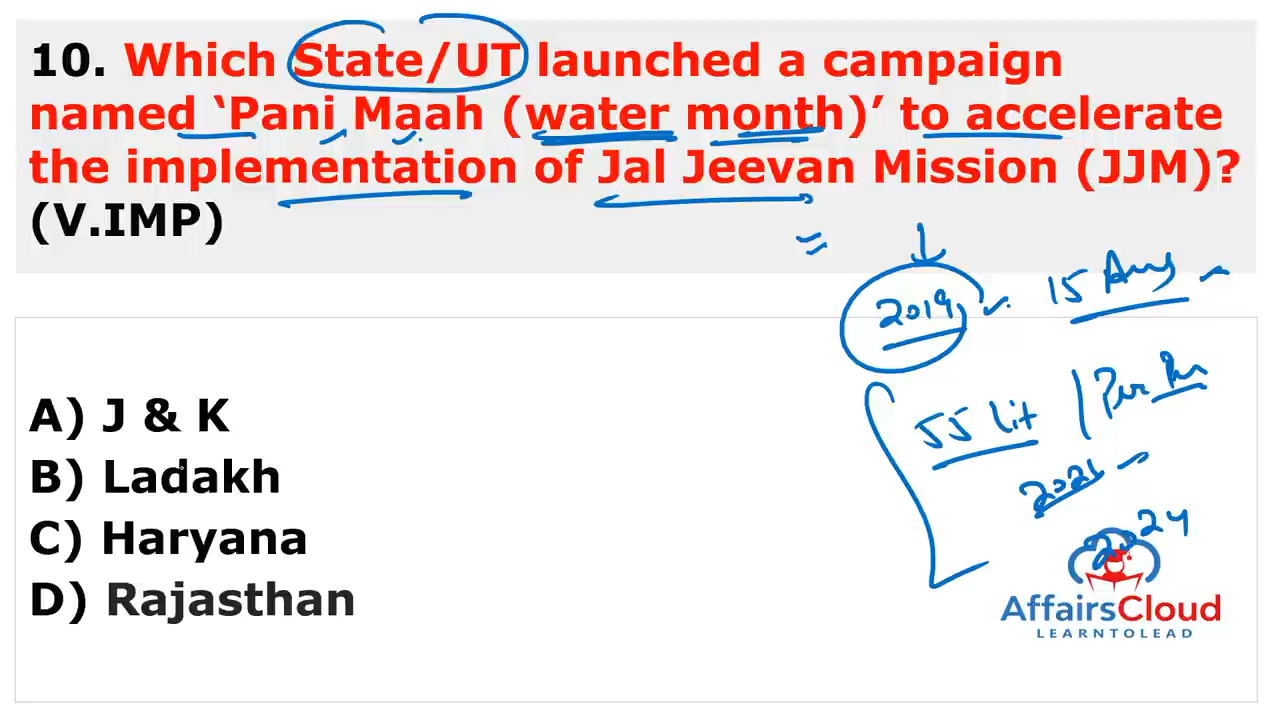 10. Which State/UT launched a campaign
named ‘Pani Maah (water month)’ to accelerate
the implementation of Jal Jeevan Mission (JJM)?
(V.IMP)
2019
15 Aug
A) J & K
B) Ladakh
C) Haryana
D) Rajasthan
55 Lit
Per
2024
AffairsCloud
LEARNTOLEAD